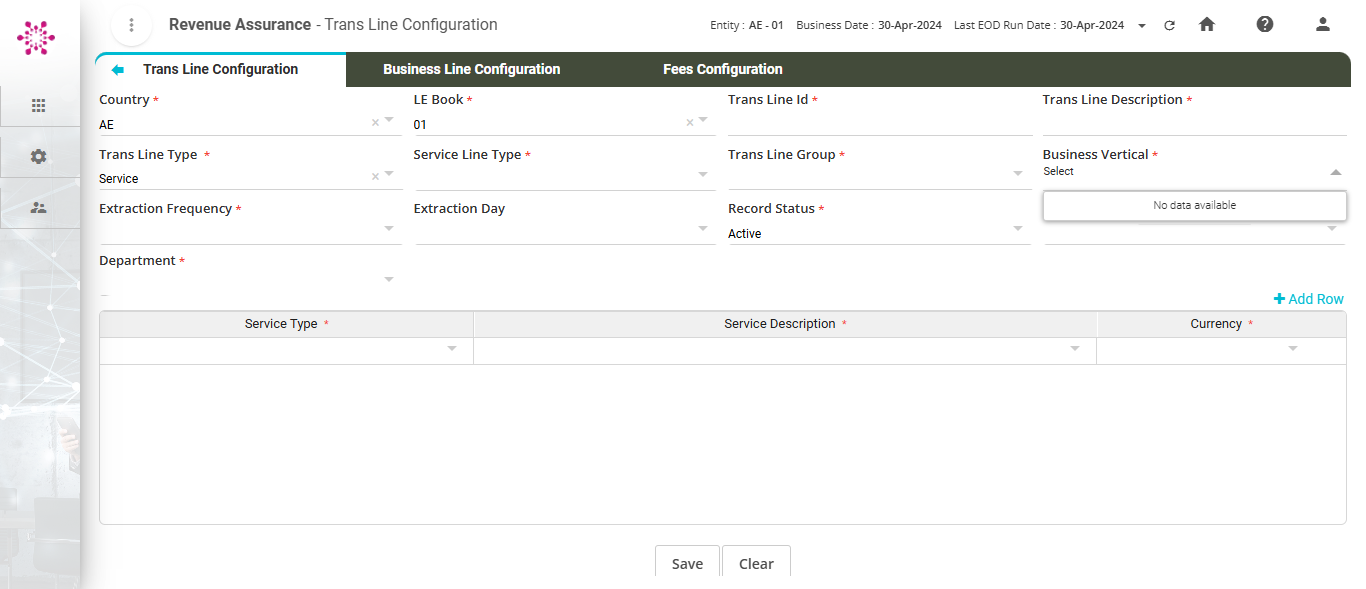 Revenue Assurance - Trans Line Configuration
Entity : AE - 01 Business Date : 30-Apr-2024 Last EOD Run Date : 30-Apr-2024
Trans Line Configuration Business Line Configuration Fees Configuration
Country * LE Book * Trans Line Id * Trans Line Description *
AE × 01 ×
Trans Line Type * Service Line Type * Trans Line Group * Business Vertical *
Service × Select
No data available
Extraction Frequency * Extraction Day Record Status *
Active
Department *
+ Add Row
Service Type * Service Description * Currency *
Save Clear